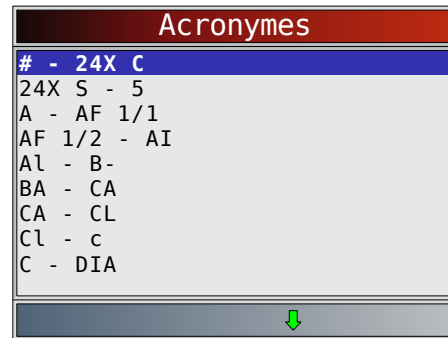 Acronymes
# - 24X C
24X S - 5
A - AF 1/1
AF 1/2 - AI
Al - B-
BA - CA
CA - CL
Cl - c
C - DIA